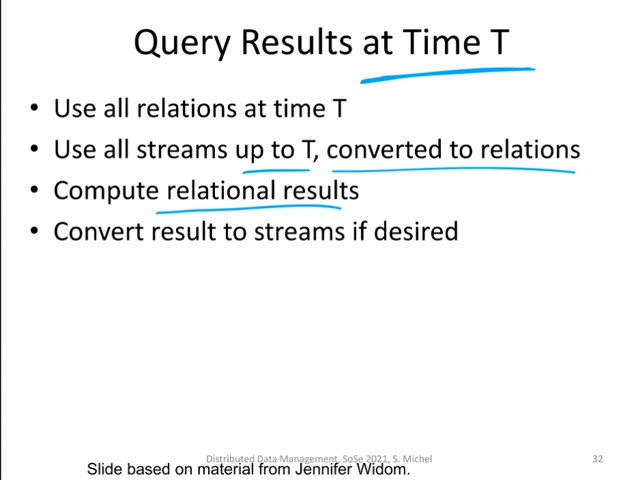 Query Results at Time T
• Use all relations at time T
• Use all streams up to T, converted to relations
• Compute relational results
• Convert result to streams if desired
Distributed Data Management, SoSe 2021, S. Michel
32
Slide based on material from Jennifer Widom.